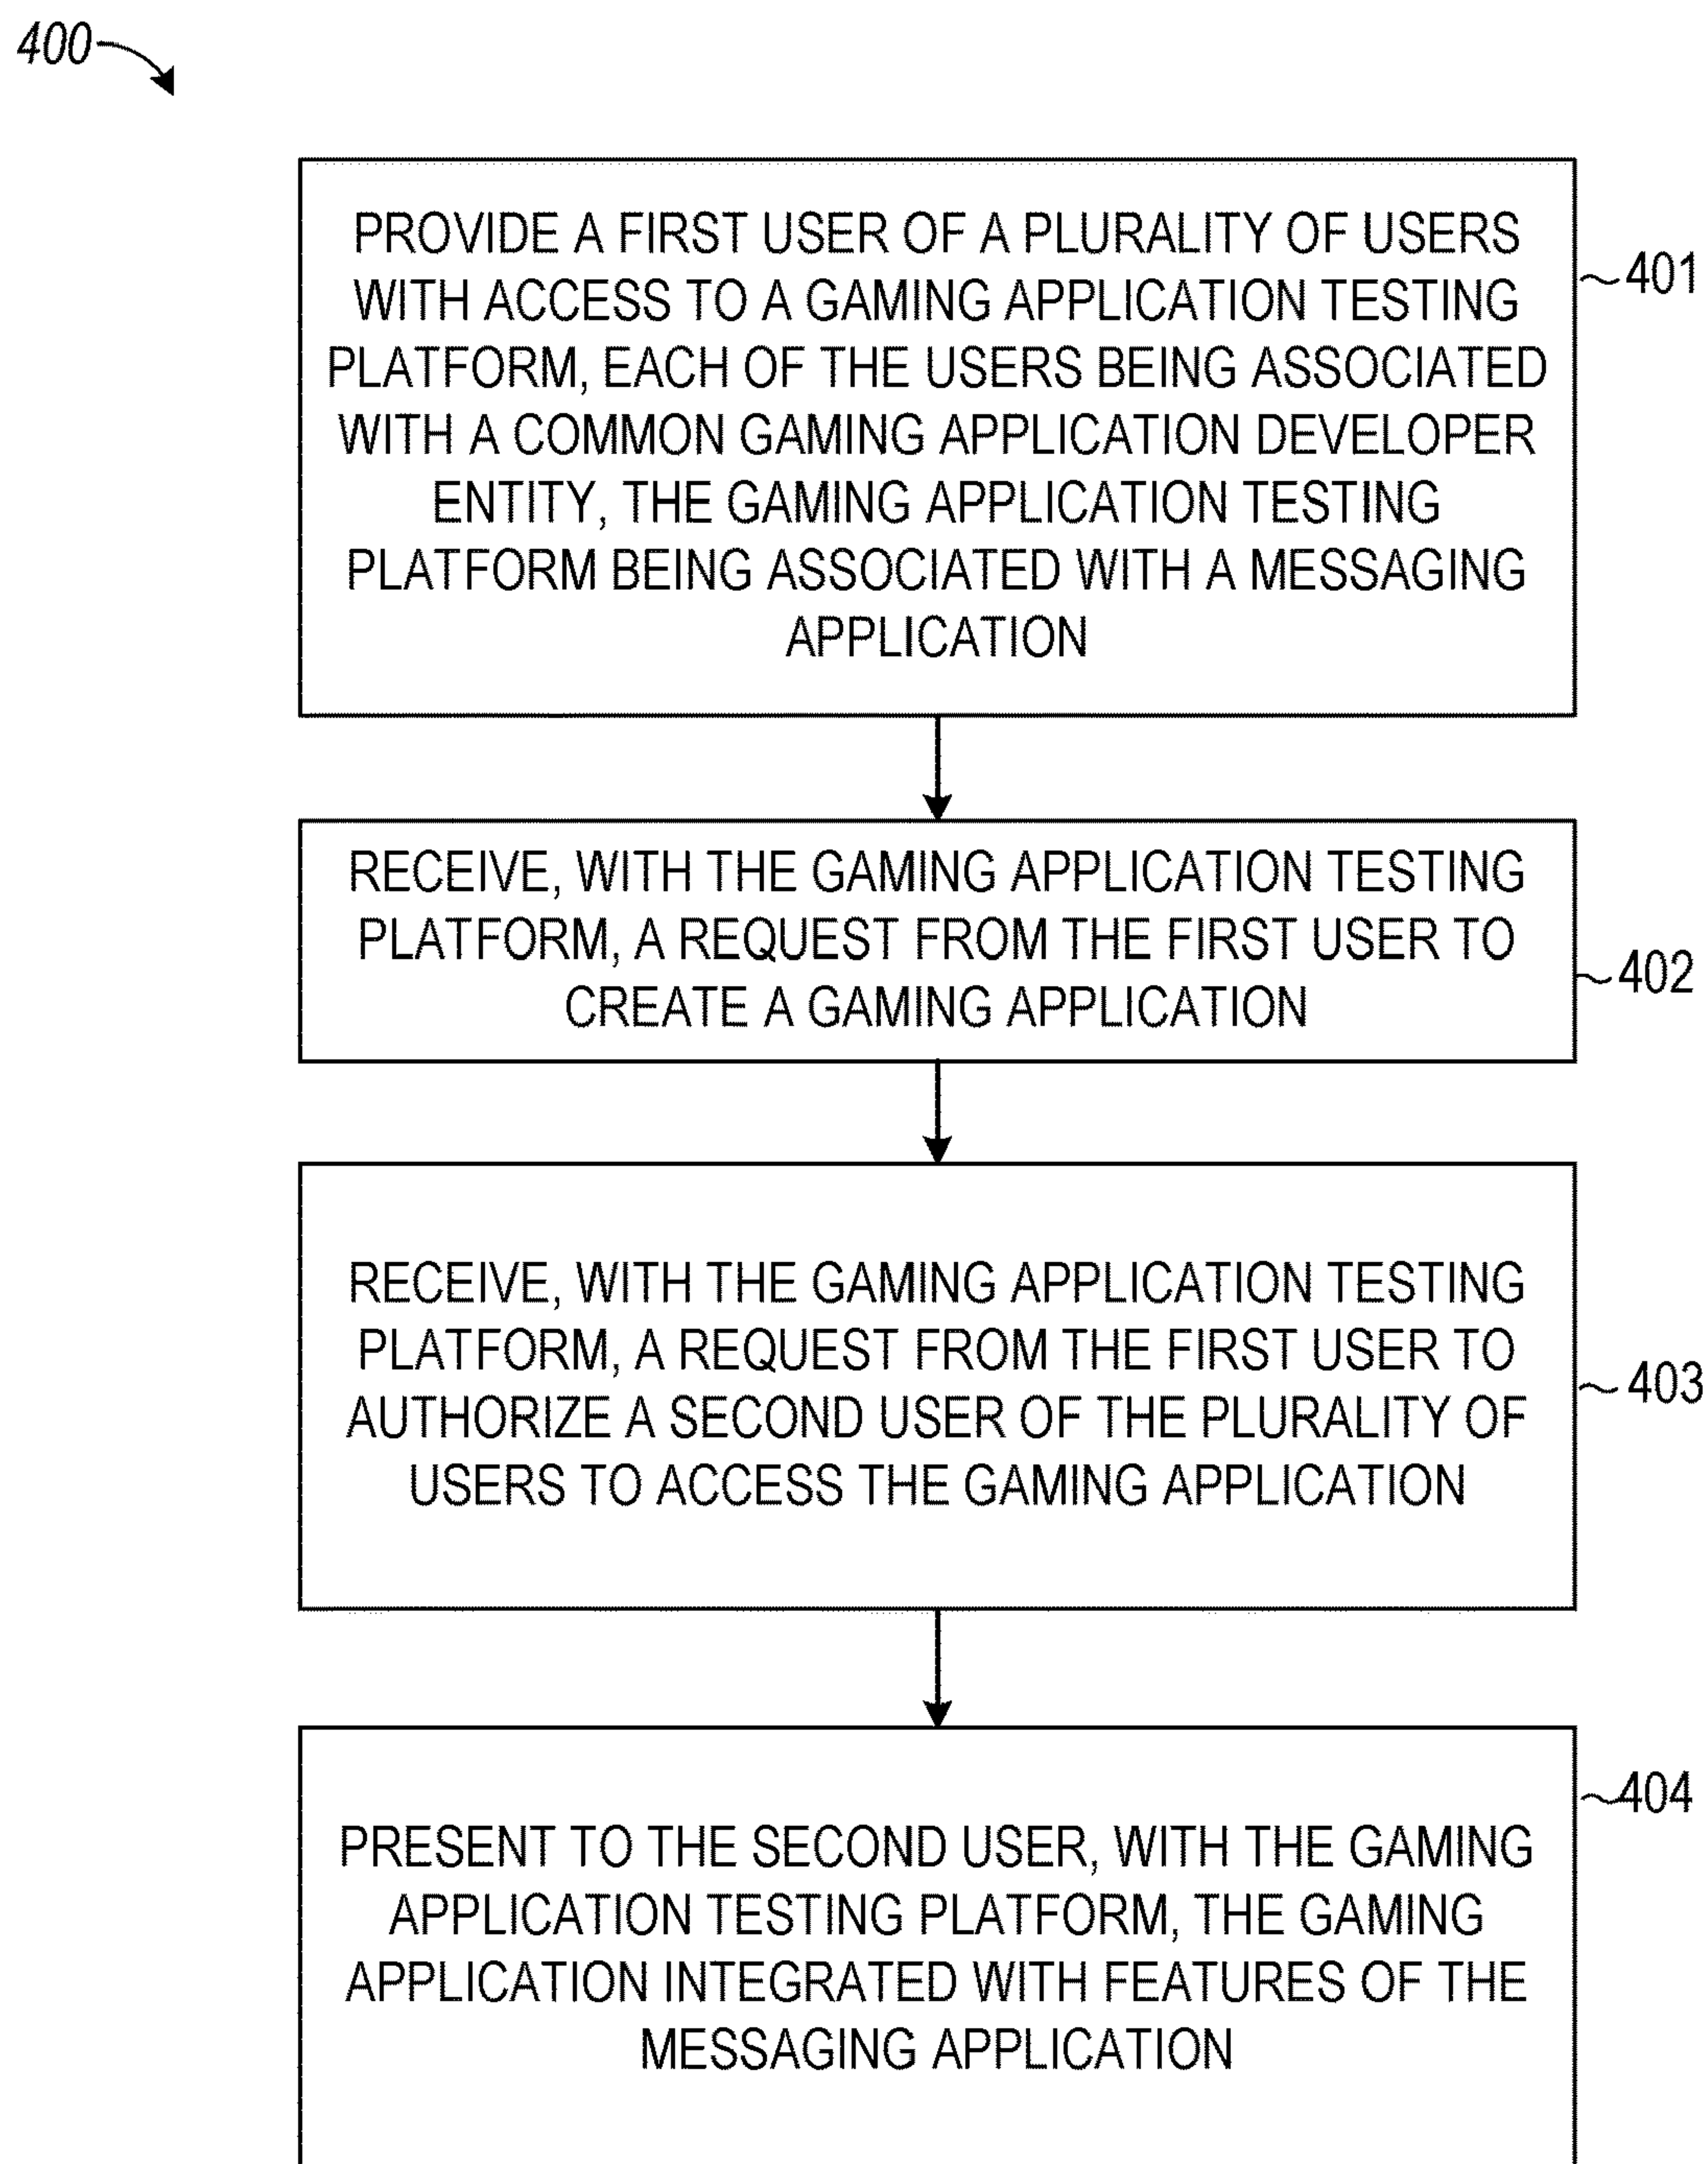 400
PROVIDE A FIRST USER OF A PLURALITY OF USERS
WITH ACCESS TO A GAMING APPLICATION TESTING
PLATFORM, EACH OF THE USERS BEING ASSOCIATED
WITH A COMMON GAMING APPLICATION DEVELOPER
ENTITY, THE GAMING APPLICATION TESTING
PLATFORM BEING ASSOCIATED WITH A MESSAGING
APPLICATION
401
RECEIVE, WITH THE GAMING APPLICATION TESTING
PLATFORM, A REQUEST FROM THE FIRST USER TO
CREATE A GAMING APPLICATION
402
RECEIVE, WITH THE GAMING APPLICATION TESTING
PLATFORM, A REQUEST FROM THE FIRST USER TO
AUTHORIZE A SECOND USER OF THE PLURALITY OF
USERS TO ACCESS THE GAMING APPLICATION
403
PRESENT TO THE SECOND USER, WITH THE GAMING
APPLICATION TESTING PLATFORM, THE GAMING
APPLICATION INTEGRATED WITH FEATURES OF THE
MESSAGING APPLICATION
404